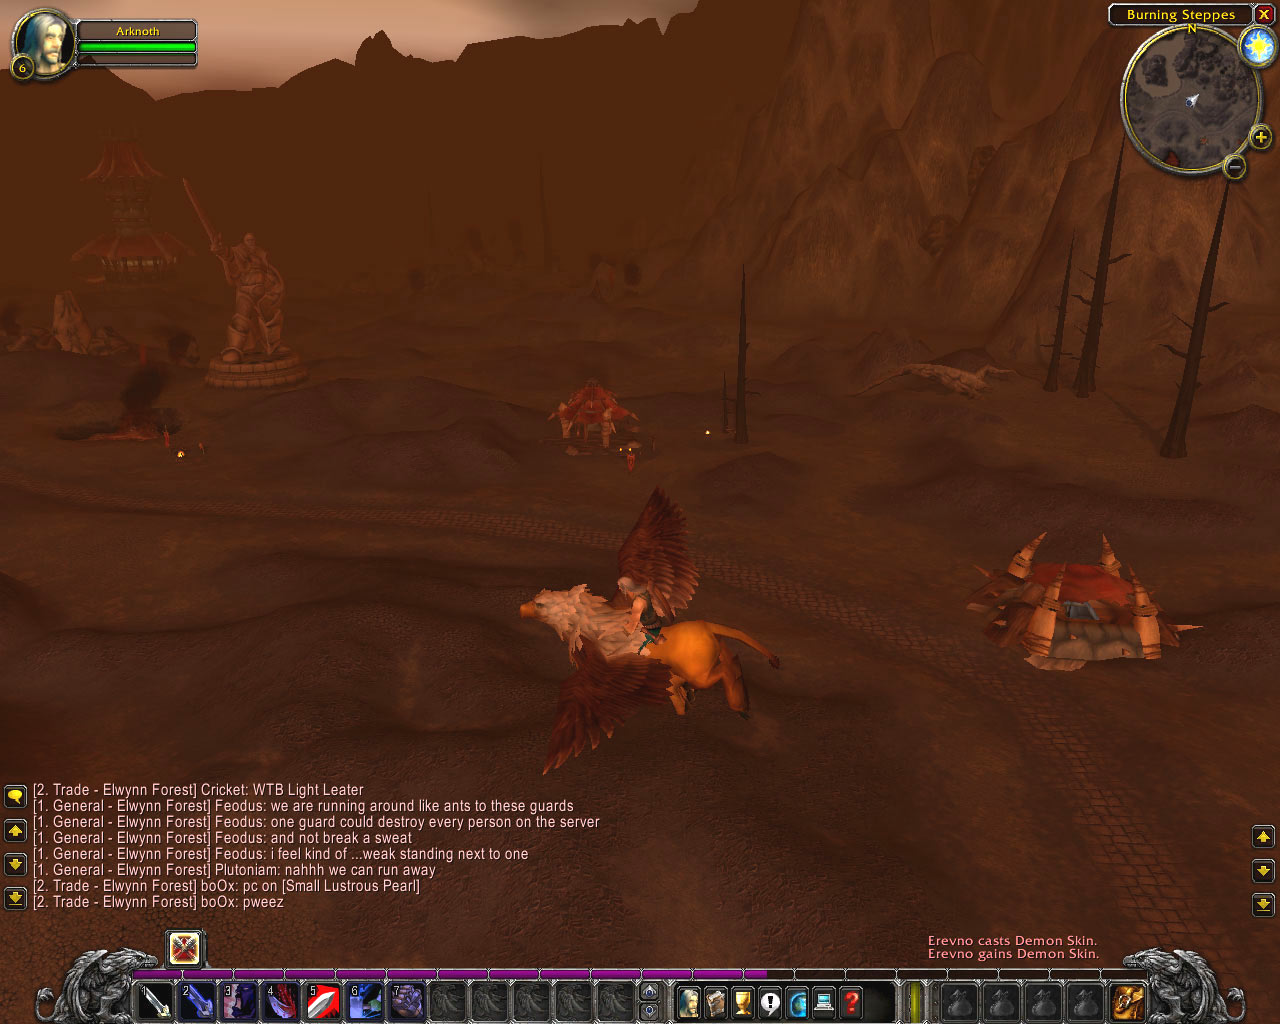 Arknoth
6
Burning Steppes
N
[2. Trade - Elwynn Forest] Cricket: WTB Light Leater
[1. General - Elwynn Forest] Feodus: we are running around like ants to these guards
[1. General - Elwynn Forest] Feodus: one guard could destroy every person on the server
[1. General - Elwynn Forest] Feodus: and not break a sweat
[1. General - Elwynn Forest] Feodus: i feel kind of ...weak standing next to one
[1. General - Elwynn Forest] Plutoniam: nahhh we can run away
[2. Trade - Elwynn Forest] boOx: pc on [Small Lustrous Pearl]
[2. Trade - Elwynn Forest] boOx: pweez
Erevno casts Demon Skin.
Erevno gains Demon Skin.
1 2 3 4 5 6 7